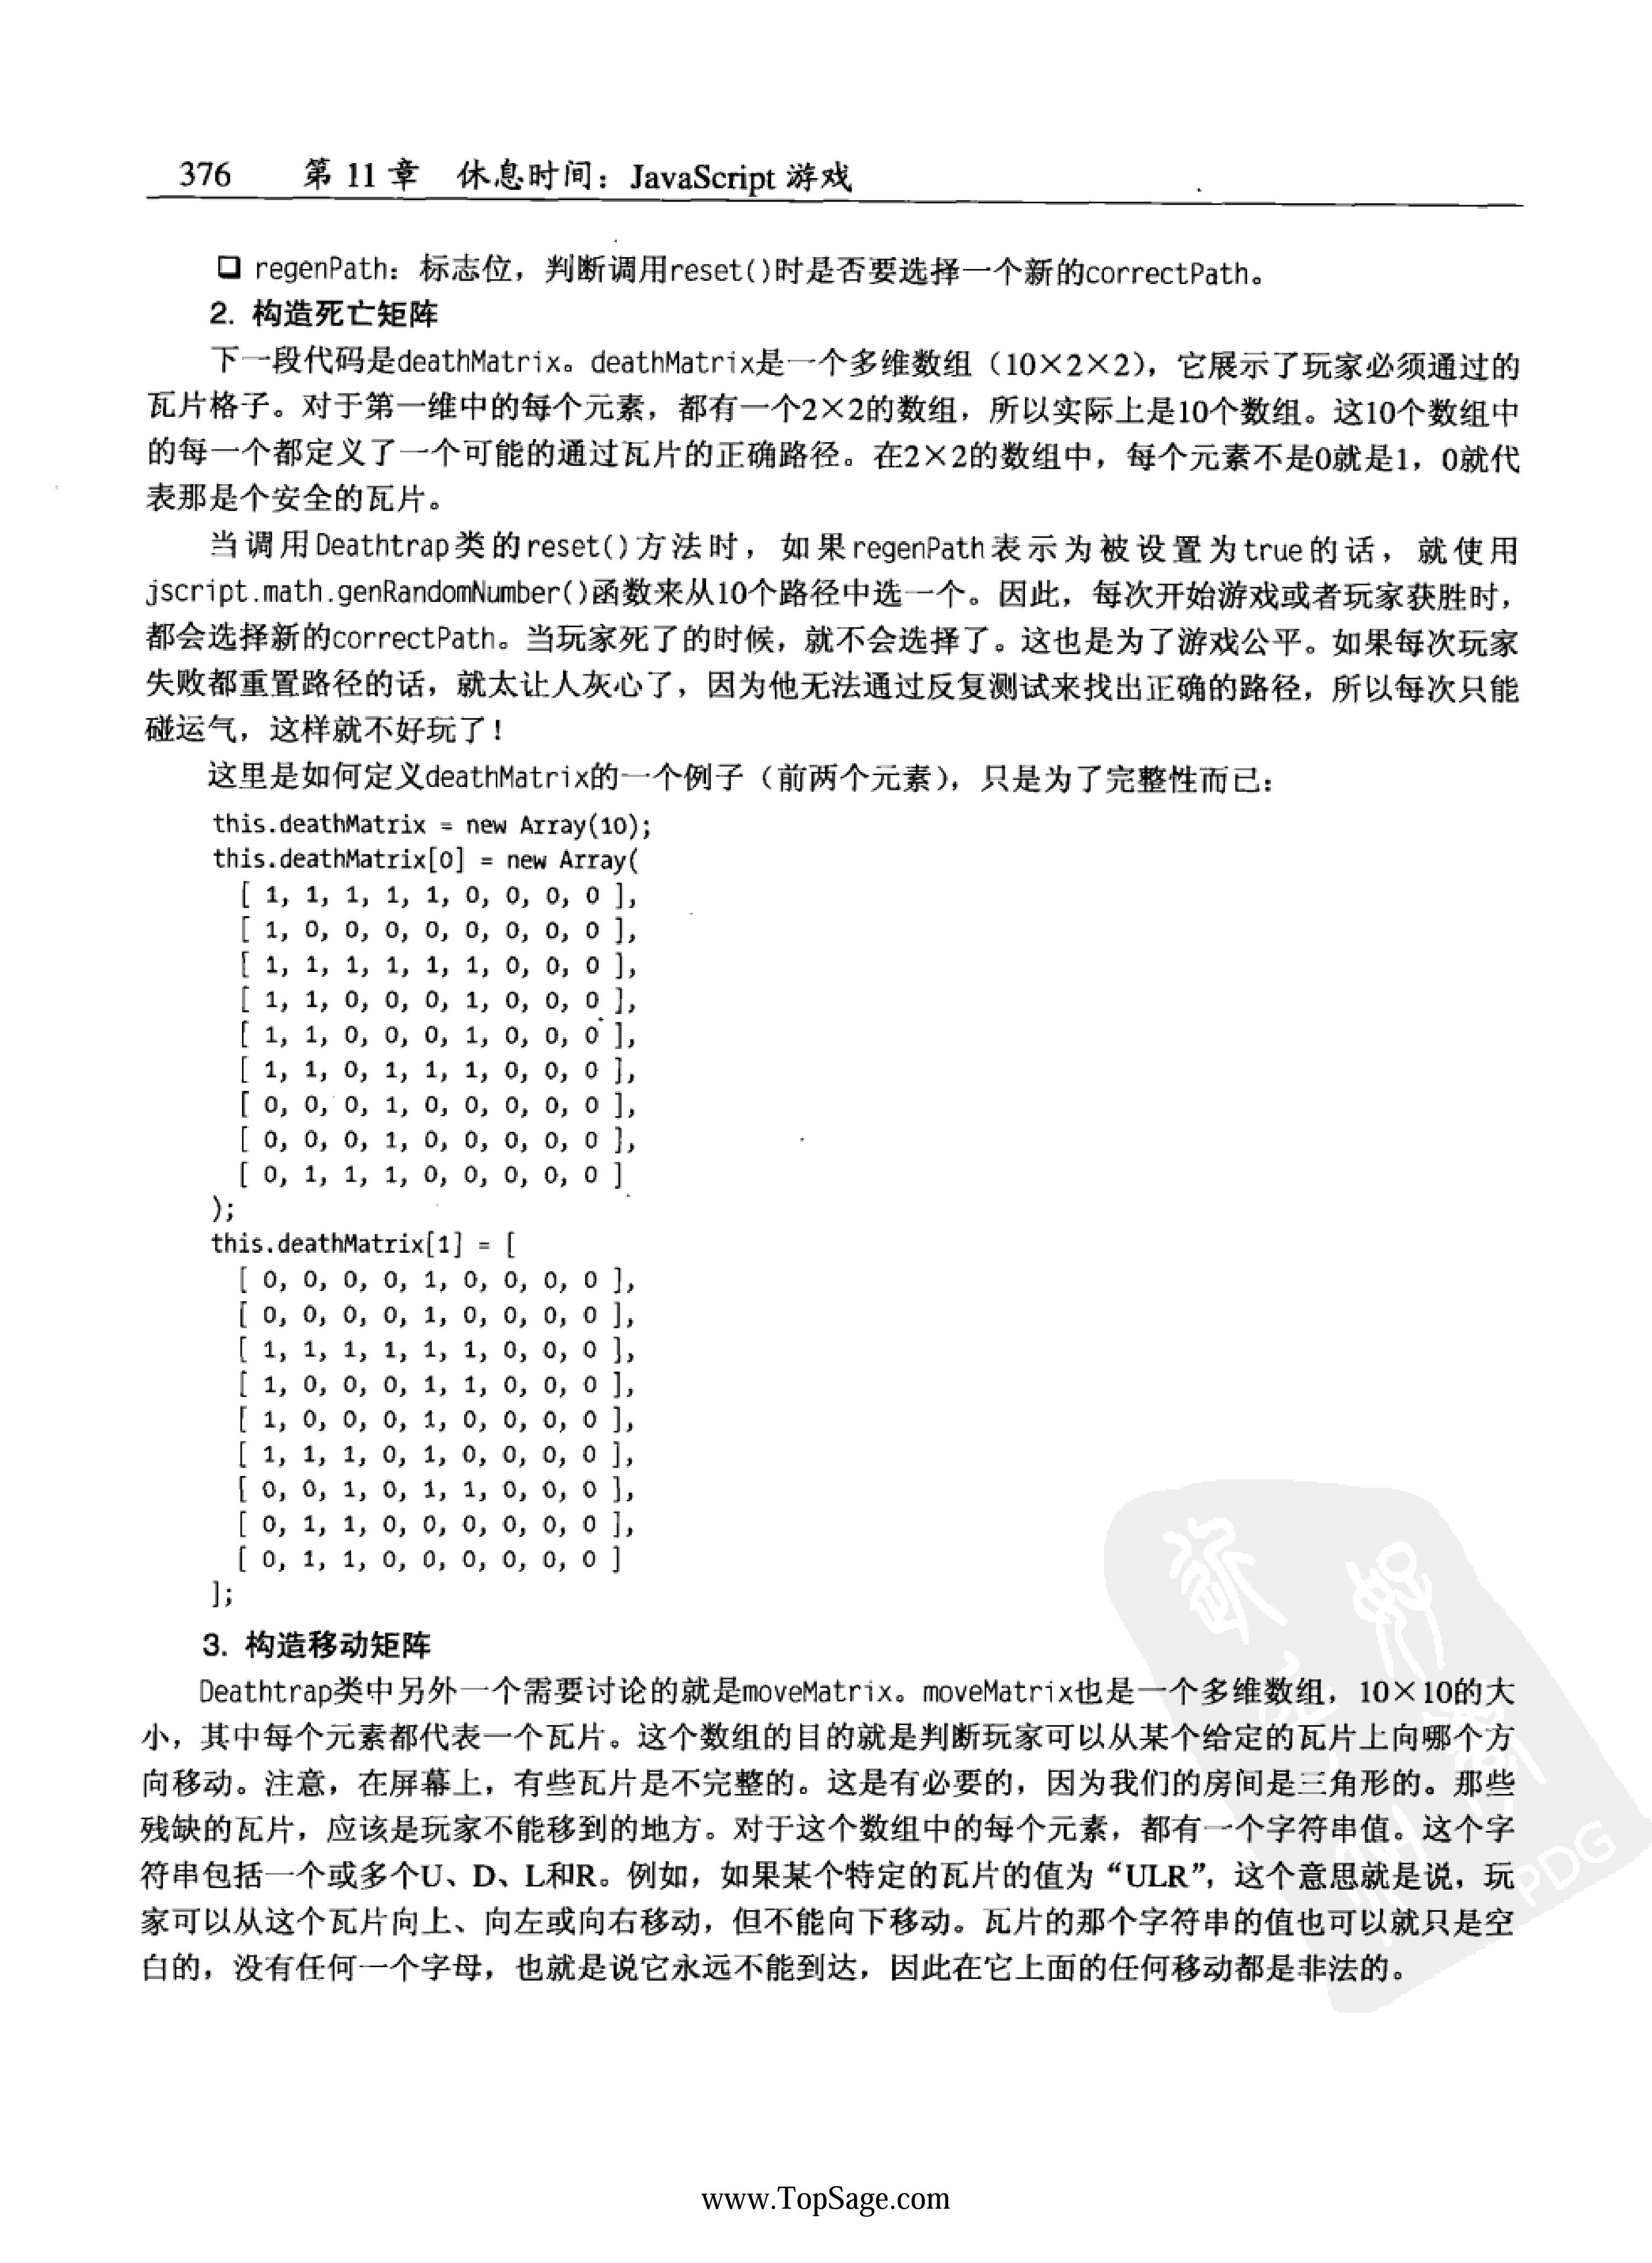 376 第 11 章 休息时间：JavaScript 游戏
❑ regenPath：标志位，判断调用reset()时是否要选择一个新的correctPath。
2. 构造死亡矩阵
下一段代码是deathMatrix。deathMatrix是一个多维数组（10×2×2），它展示了玩家必须通过的
瓦片格子。对于第一维中的每个元素，都有一个2×2的数组，所以实际上是10个数组。这10个数组中
的每一个都定义了一个可能的通过瓦片的正确路径。在2×2的数组中，每个元素不是0就是1，0就代
表那是个安全的瓦片。
当调用Deathtrap类的reset()方法时，如果regenPath表示为被设置为true的话，就使用
jscript.math.genRandomNumber()函数来从10个路径中选一个。因此，每次开始游戏或者玩家获胜时，
都会选择新的correctPath。当玩家死了的时候，就不会选择了。这也是为了游戏公平。如果每次玩家
失败都重置路径的话，就太让人灰心了，因为他无法通过反复测试来找出正确的路径，所以每次只能
碰运气，这样就不好玩了！
这里是如何定义deathMatrix的一个例子（前两个元素），只是为了完整性而已：
this.deathMatrix = new Array(10);
this.deathMatrix[0] = new Array(
[ 1, 1, 1, 1, 1, 0, 0, 0, 0 ],
[ 1, 0, 0, 0, 0, 0, 0, 0, 0 ],
[ 1, 1, 1, 1, 1, 1, 0, 0, 0 ],
[ 1, 1, 0, 0, 0, 1, 0, 0, 0 ],
[ 1, 1, 0, 0, 0, 1, 0, 0, 0 ],
[ 1, 1, 0, 1, 1, 1, 0, 0, 0 ],
[ 0, 0, 0, 1, 0, 0, 0, 0, 0 ],
[ 0, 0, 0, 1, 0, 0, 0, 0, 0 ],
[ 0, 1, 1, 1, 0, 0, 0, 0, 0 ]
);
this.deathMatrix[1] = [
[ 0, 0, 0, 0, 1, 0, 0, 0, 0 ],
[ 0, 0, 0, 0, 1, 0, 0, 0, 0 ],
[ 1, 1, 1, 1, 1, 1, 0, 0, 0 ],
[ 1, 0, 0, 0, 1, 1, 0, 0, 0 ],
[ 1, 0, 0, 0, 1, 0, 0, 0, 0 ],
[ 1, 1, 1, 0, 1, 0, 0, 0, 0 ],
[ 0, 0, 1, 0, 1, 1, 0, 0, 0 ],
[ 0, 1, 1, 0, 0, 0, 0, 0, 0 ],
[ 0, 1, 1, 0, 0, 0, 0, 0, 0 ]
];
3. 构造移动矩阵
Deathtrap类中另外一个需要讨论的就是moveMatrix。moveMatrix也是一个多维数组，10×10的大
小，其中每个元素都代表一个瓦片。这个数组的目的就是判断玩家可以从某个给定的瓦片上向哪个方
向移动。注意，在屏幕上，有些瓦片是不完整的。这是有必要的，因为我们的房间是三角形的。那些
残缺的瓦片，应该是玩家不能移到的地方。对于这个数组中的每个元素，都有一个字符串值。这个字
符串包括一个或多个U、D、L和R。例如，如果某个特定的瓦片的值为“ULR”，这个意思就是说，玩
家可以从这个瓦片向上、向左或向右移动，但不能向下移动。瓦片的那个字符串的值也可以就只是空
白的，没有任何一个字母，也就是说它永远不能到达，因此在它上面的任何移动都是非法的。
PDG
www.TopSage.com